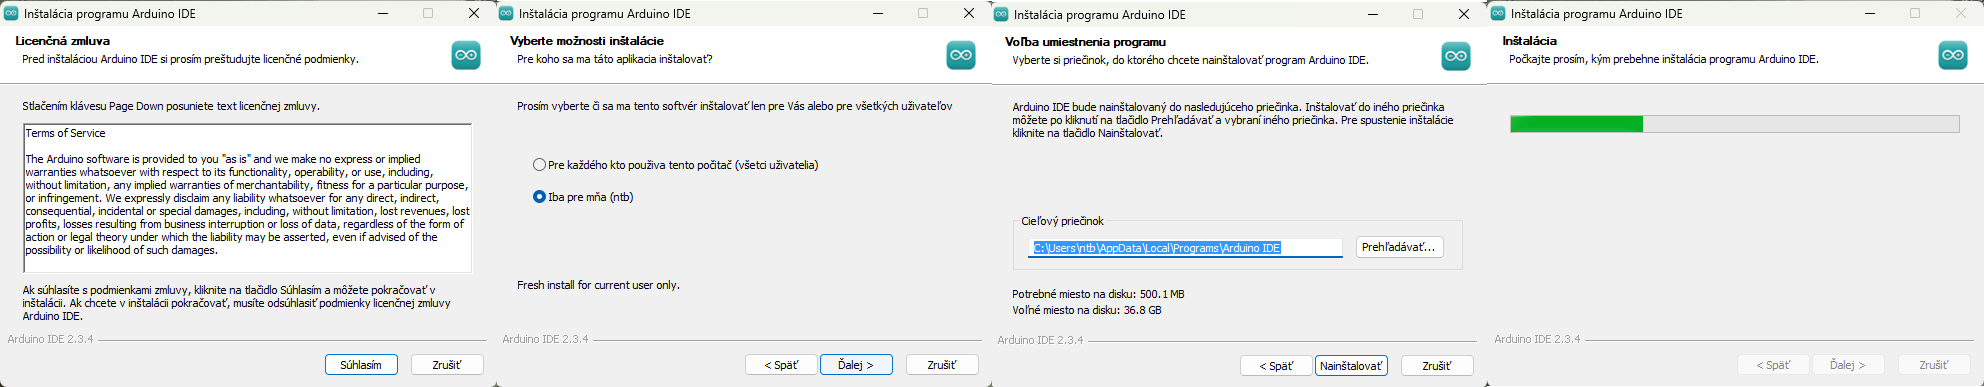 Inštalácia programu Arduino IDE
Licenčná zmluva
Pred inštaláciou Arduino IDE si prosím preštudujte licenčné podmienky.
Stlačením klávesu Page Down posuniete text licenčnej zmluvy.
Terms of Service
The Arduino software is provided to you "as is" and we make no express or implied
warranties whatsoever with respect to its functionality, operability, or use, including,
without limitation, any implied warranties of merchantability, fitness for a particular purpose,
or infringement. We expressly disclaim any liability whatsoever for any direct, indirect,
consequential, incidental or special damages, including, without limitation, lost revenues, lost
profits, losses resulting from business interruption or loss of data, regardless of the form of
action or legal theory under which the liability may be asserted, even if advised of the
possibility or likelihood of such damages.
Ak súhlasíte s podmienkami zmluvy, kliknite na tlačidlo Súhlasím a môžete pokračovať v
inštalácii. Ak chcete v inštalácii pokračovať, musíte odsúhlasiť podmienky licenčnej zmluvy
Arduino IDE.
Arduino IDE 2.3.4
Súhlasím
Zrušiť
Inštalácia programu Arduino IDE
Vyberte možnosti inštalácie
Pre koho sa ma táto aplikacia inštalovať?
Prosím vyberte či sa ma tento softvér inštalovať len pre Vás alebo pre všetkých uživateľov
Pre každého kto použiva tento počitač (všetci uživatelia)
Iba pre mňa (ntb)
Fresh install for current user only.
Arduino IDE 2.3.4
< Späť
Ďalej >
Zrušiť
Inštalácia programu Arduino IDE
Voľba umiestnenia programu
Vyberte si priečinok, do ktorého chcete nainštalovať program Arduino IDE.
Arduino IDE bude nainštalovaný do nasledujúceho priečinka. Inštalovať do iného priečinka
môžete po kliknutí na tlačidlo Prehľadávať a vybraní iného priečinka. Pre spustenie inštalácie
kliknite na tlačidlo Nainštalovať.
Cieľový priečinok
C:\Users\ntb\AppData\Local\Programs\Arduino IDE
Prehľadávať...
Potrebné miesto na disku: 500.1 MB
Voľné miesto na disku: 36.8 GB
Arduino IDE 2.3.4
< Späť
Nainštalovať
Zrušiť
Inštalácia programu Arduino IDE
Inštalácia
Počkajte prosím, kým prebehne inštalácia programu Arduino IDE.
Arduino IDE 2.3.4
< Späť
Ďalej >
Zrušiť